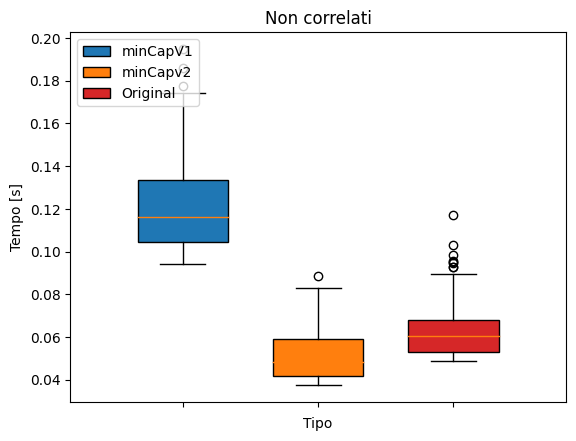 Non correlati
0.20
0.18
0.16
0.14
0.12
0.10
0.08
0.06
0.04
Tempo [s]
minCapV1
minCapv2
Original
Tipo